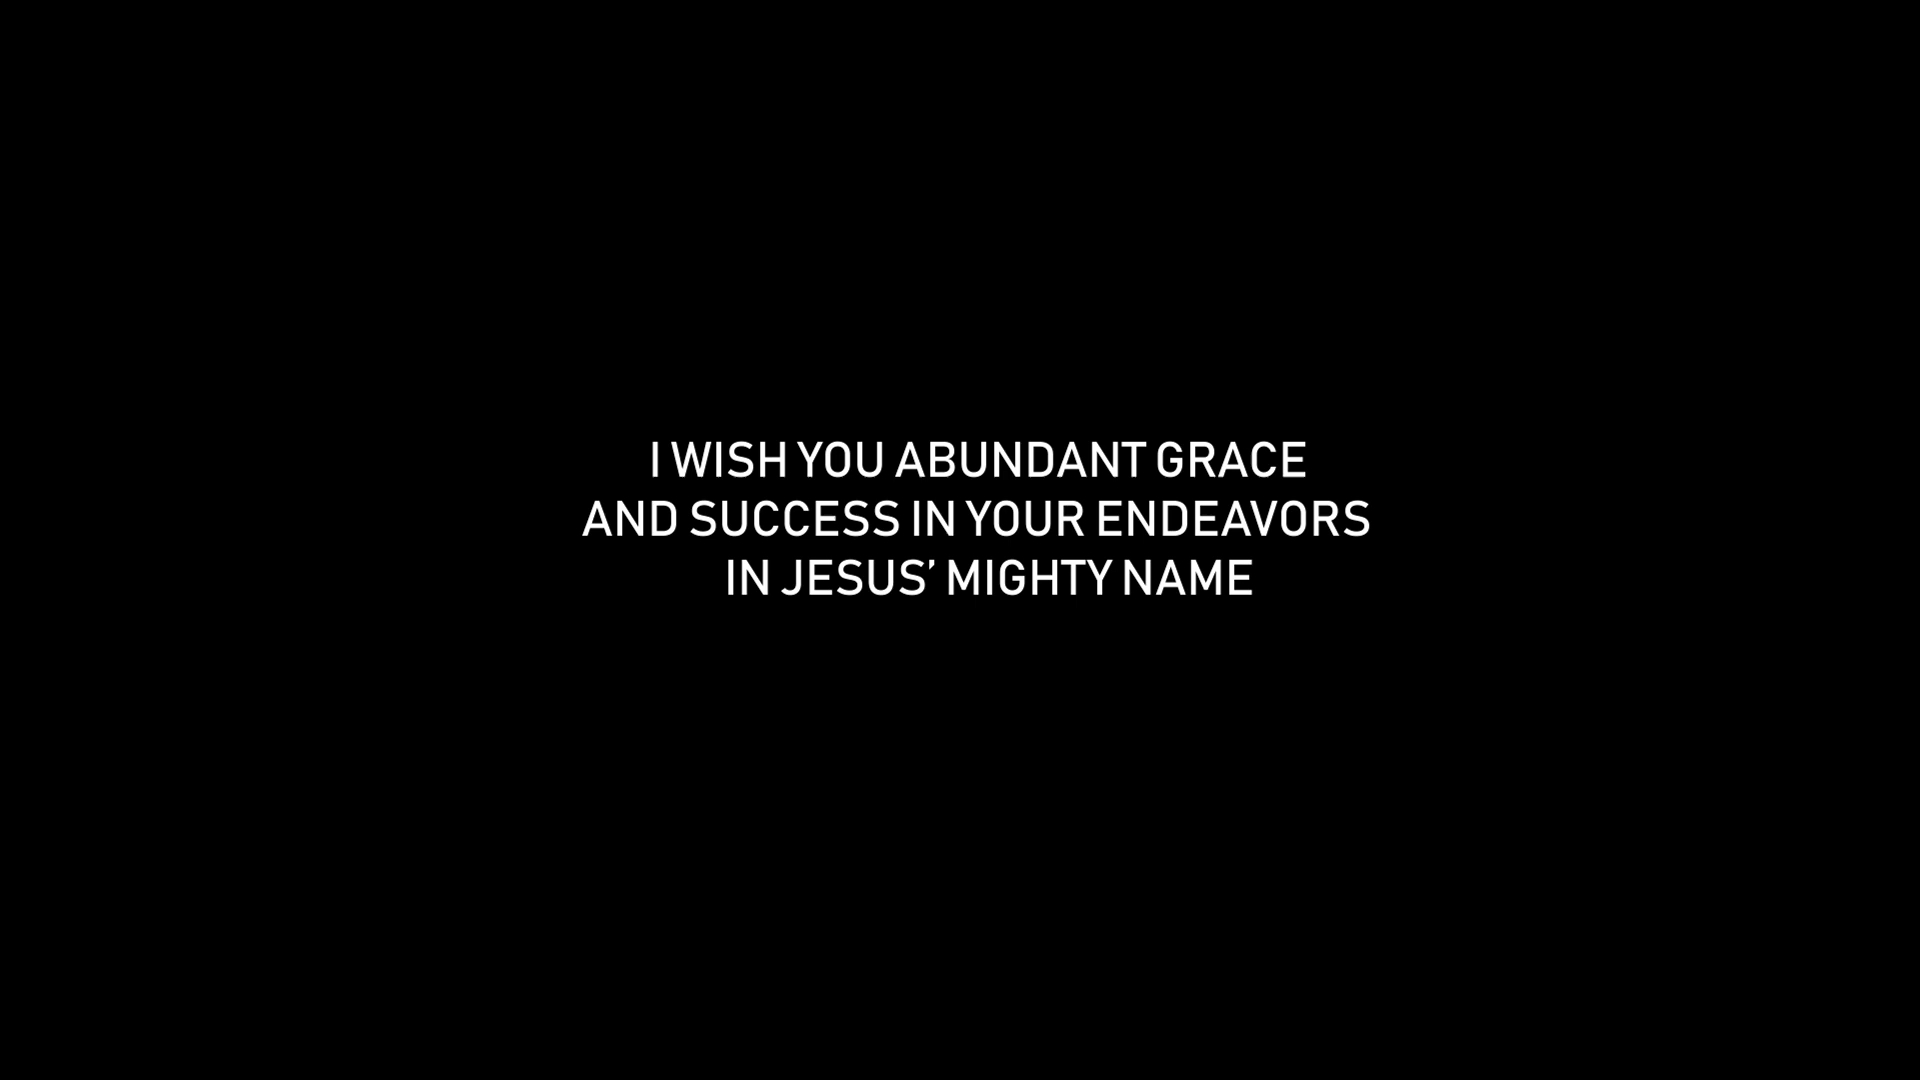 I WISH YOU ABUNDANT GRACE
AND SUCCESS IN YOUR ENDEAVORS
IN JESUS’ MIGHTY NAME